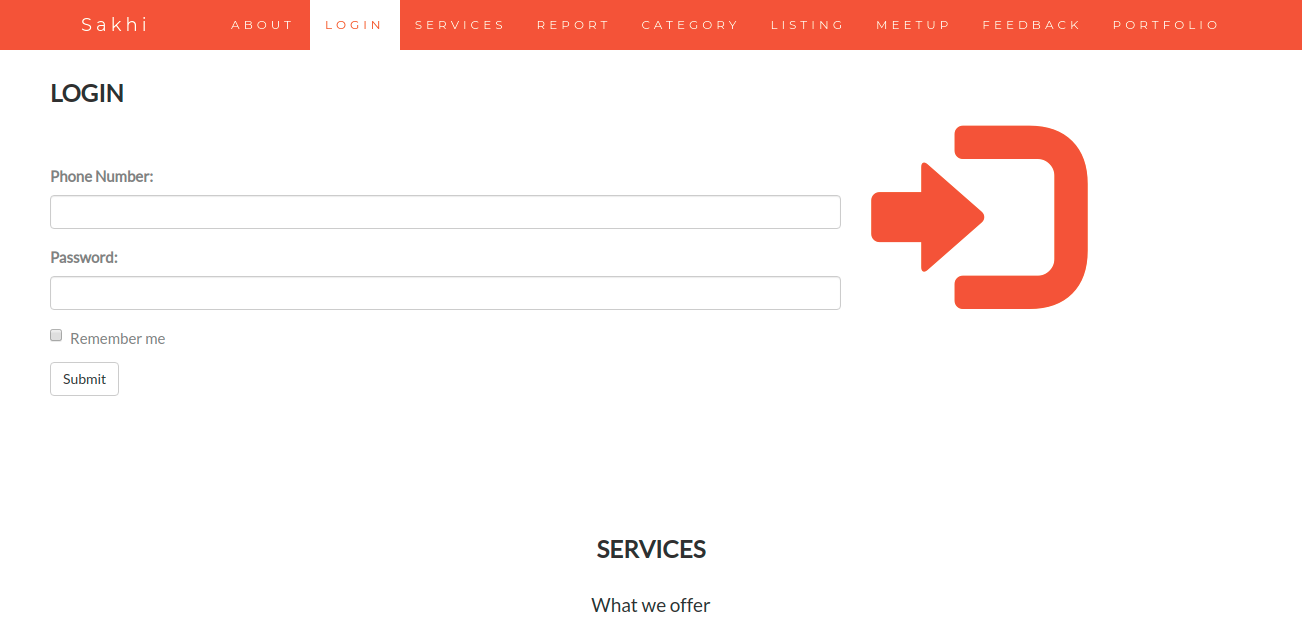 Sakhi ABOUT LOGIN SERVICES REPORT CATEGORY LISTING MEETUP FEEDBACK PORTFOLIO
LOGIN
Phone Number:
Password:
Remember me
Submit
SERVICES
What we offer